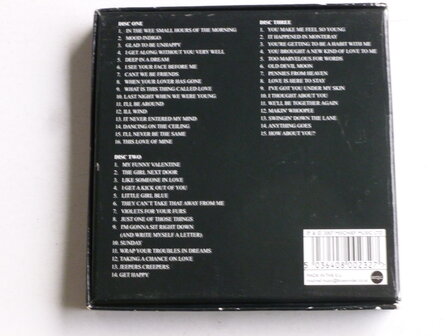 DISC ONE
1. IN THE WEE SMALL HOURS OF THE MORNING
2. MOOD INDIGO
3. GLAD TO BE UNHAPPY
4. I GET ALONG WITHOUT YOU VERY WELL
5. DEEP IN A DREAM
6. I SEE YOUR FACE BEFORE ME
7. CAN'T WE BE FRIENDS
8. WHEN YOUR LOVER HAS GONE
9. WHAT IS THIS THING CALLED LOVE
10. LAST NIGHT WHEN WE WERE YOUNG
11. I'LL BE AROUND
12. ILL WIND
13. IT NEVER ENTERED MY MIND
14. DANCING ON THE CEILING
15. I'LL NEVER BE THE SAME
16. THIS LOVE OF MINE
DISC TWO
1. MY FUNNY VALENTINE
2. THE GIRL NEXT DOOR
3. LIKE SOMEONE IN LOVE
4. I GET A KICK OUT OF YOU
5. LITTLE GIRL BLUE
6. THEY CAN'T TAKE THAT AWAY FROM ME
7. VIOLETS FOR YOUR FURS
8. JUST ONE OF THOSE THINGS
9. I'M GONNA SIT RIGHT DOWN
(AND WRITE MYSELF A LETTER)
10. SUNDAY
11. WRAP YOUR TROUBLES IN DREAMS
12. TAKING A CHANCE ON LOVE
13. JEEPERS CREEPERS
14. GET HAPPY
DISC THREE
1. YOU MAKE ME FEEL SO YOUNG
2. IT HAPPENED IN MONTERAY
3. YOU'RE GETTING TO BE A HABIT WITH ME
4. YOU BROUGHT A NEW KIND OF LOVE TO ME
5. TOO MARVELOUS FOR WORDS
6. OLD DEVIL MOON
7. PENNIES FROM HEAVEN
8. LOVE IS HERE TO STAY
9. I'VE GOT YOU UNDER MY SKIN
10. I THOUGHT ABOUT YOU
11. WE'LL BE TOGETHER AGAIN
12. MAKIN' WHOOPEE
13. SWINGIN' DOWN THE LANE
14. ANYTHING GOES
15. HOW ABOUT YOU?
5 036408 002327
MADE IN THE E.U.